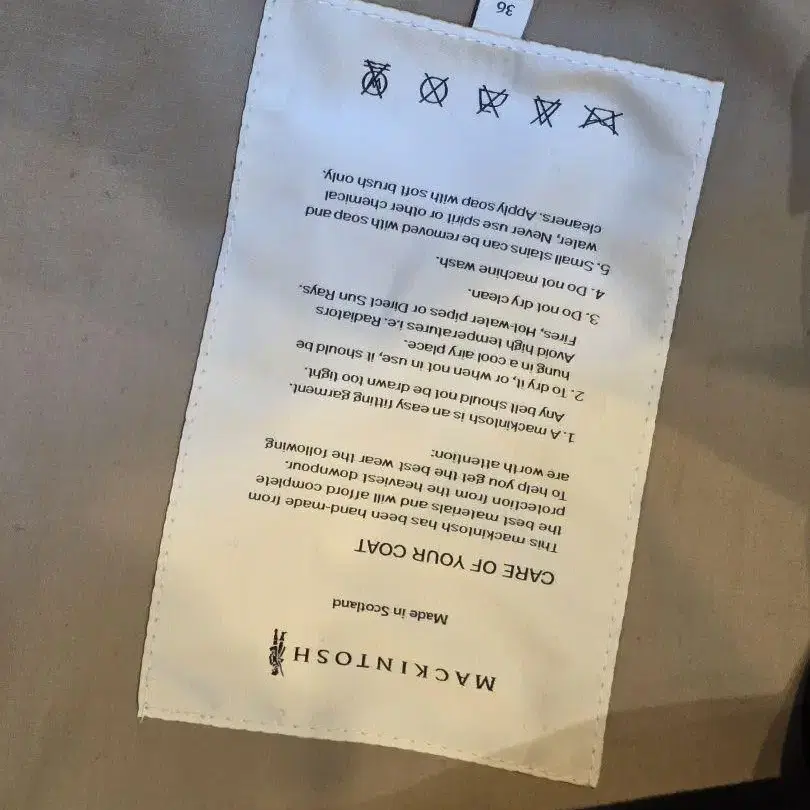 MACKINTOSH
Made in Scotland
CARE OF YOUR COAT
This mackintosh has been hand-made from
the best materials and will afford complete
protection from the heaviest downpour.
To help you get the best wear the following
are worth attention:
1. A mackintosh is an easy fitting garment.
Any belt should not be drawn too tight.
2. To dry it, or when not in use, it should be
hung in a cool airy place.
Avoid high temperatures i.e. Radiators
Fires, Hot-water pipes or Direct Sun Rays.
3. Do not dry clean.
4. Do not machine wash.
5. Small stains can be removed with soap and
water, Never use spirit or other chemical
cleaners. Apply soap with soft brush only.
36